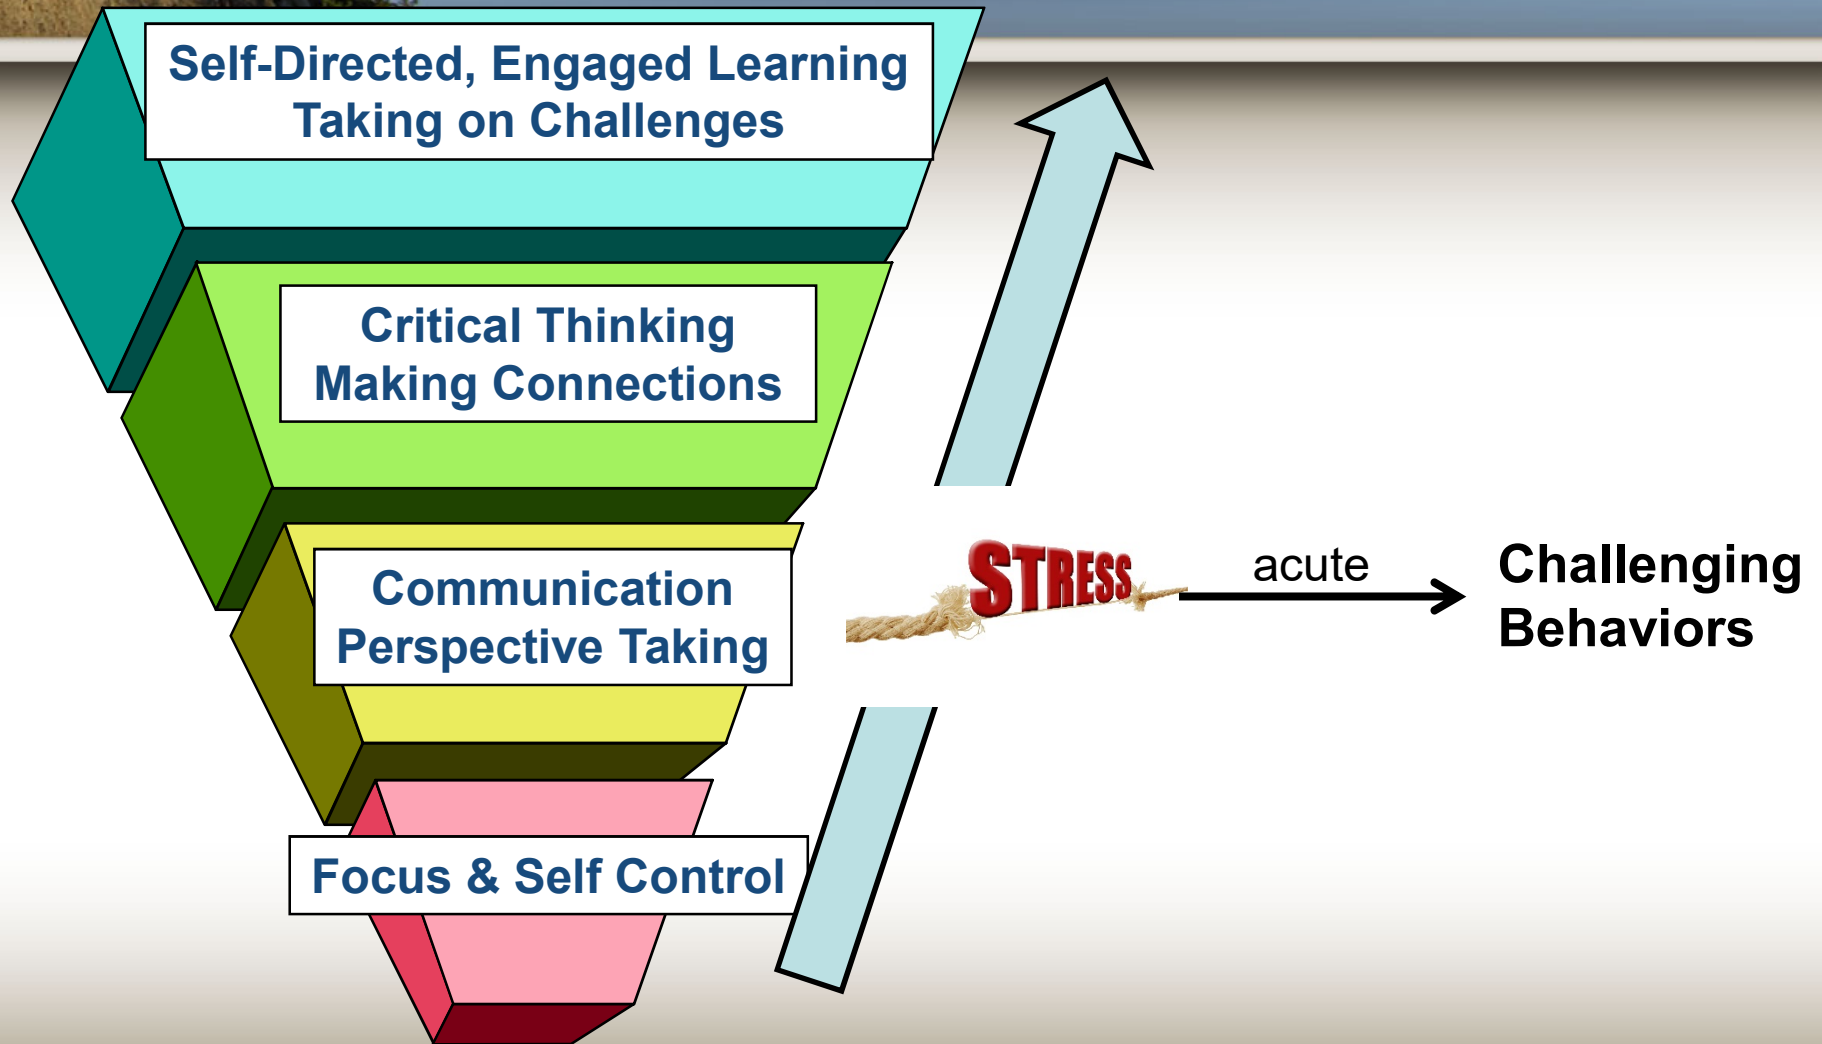 Self-Directed, Engaged Learning
Taking on Challenges
Critical Thinking
Making Connections
Communication
Perspective Taking
STRESS
acute
Challenging
Behaviors
Focus & Self Control